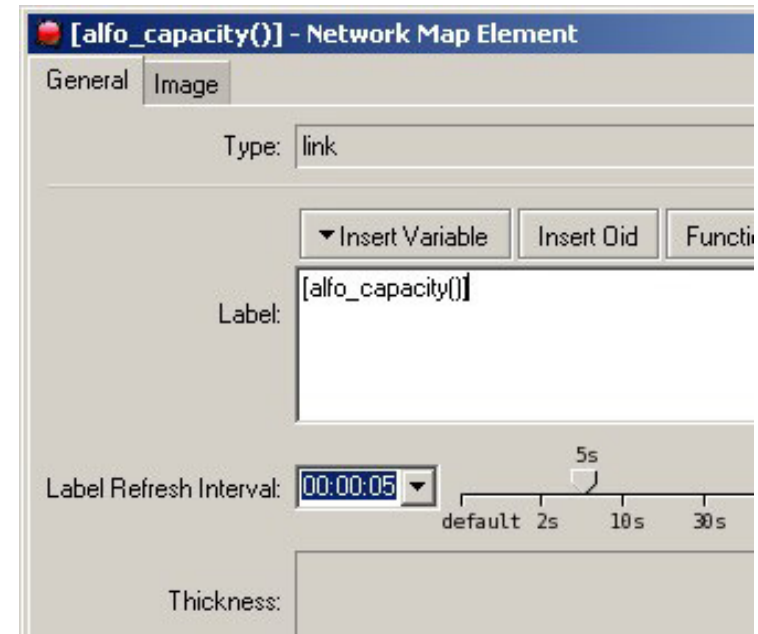 [alfo_capacity()] - Network Map Element
General Image
Type: link
Insert Variable Insert Oid
Label: [alfo_capacity()]
5s
Label Refresh Interval: 00:00:05
default 2s 10s 30s
Thickness: